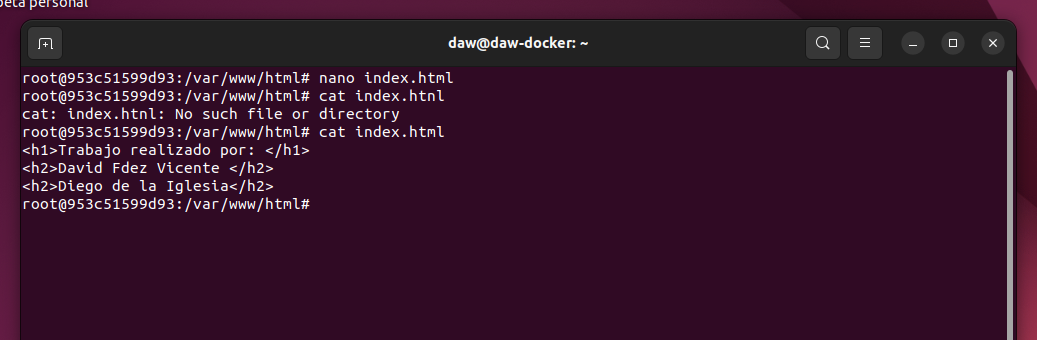 peta personal
daw@daw-docker: ~
root@953c51599d93:/var/www/html# nano index.html
root@953c51599d93:/var/www/html# cat index.htnl
cat: index.htnl: No such file or directory
root@953c51599d93:/var/www/html# cat index.html
<h1>Trabajo realizado por: </h1>
<h2>David Fdez Vicente </h2>
<h2>Diego de la Iglesia</h2>
root@953c51599d93:/var/www/html#